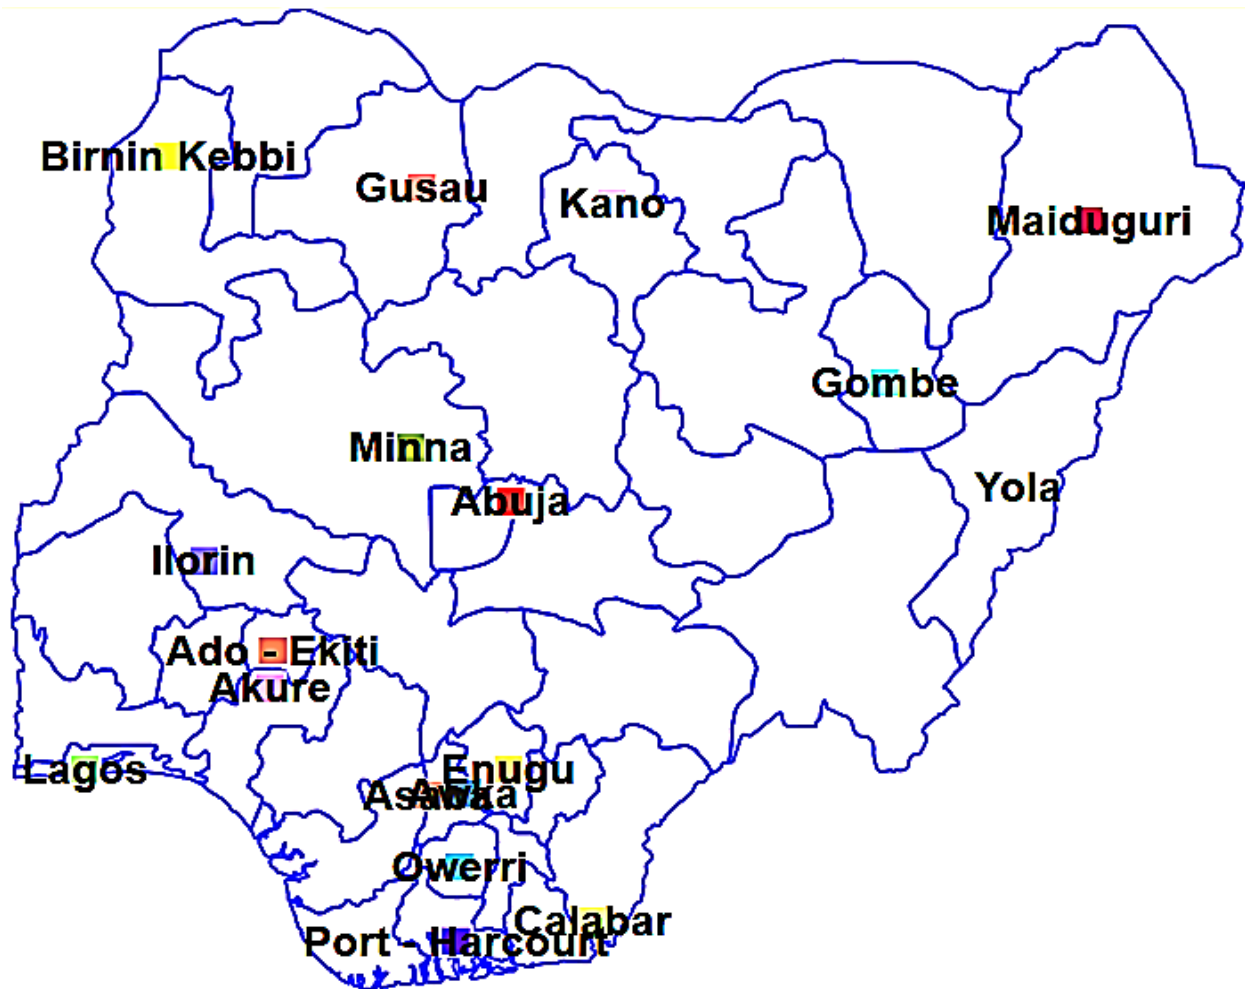 Birnin Kebbi
Gusau
Kano
Maiduguri
Gombe
Minna
Abuja
Yola
Ilorin
Ado - Ekiti
Akure
Lagos
Enugu
Asaba
Awka
Owerri
Calabar
Port - Harcourt